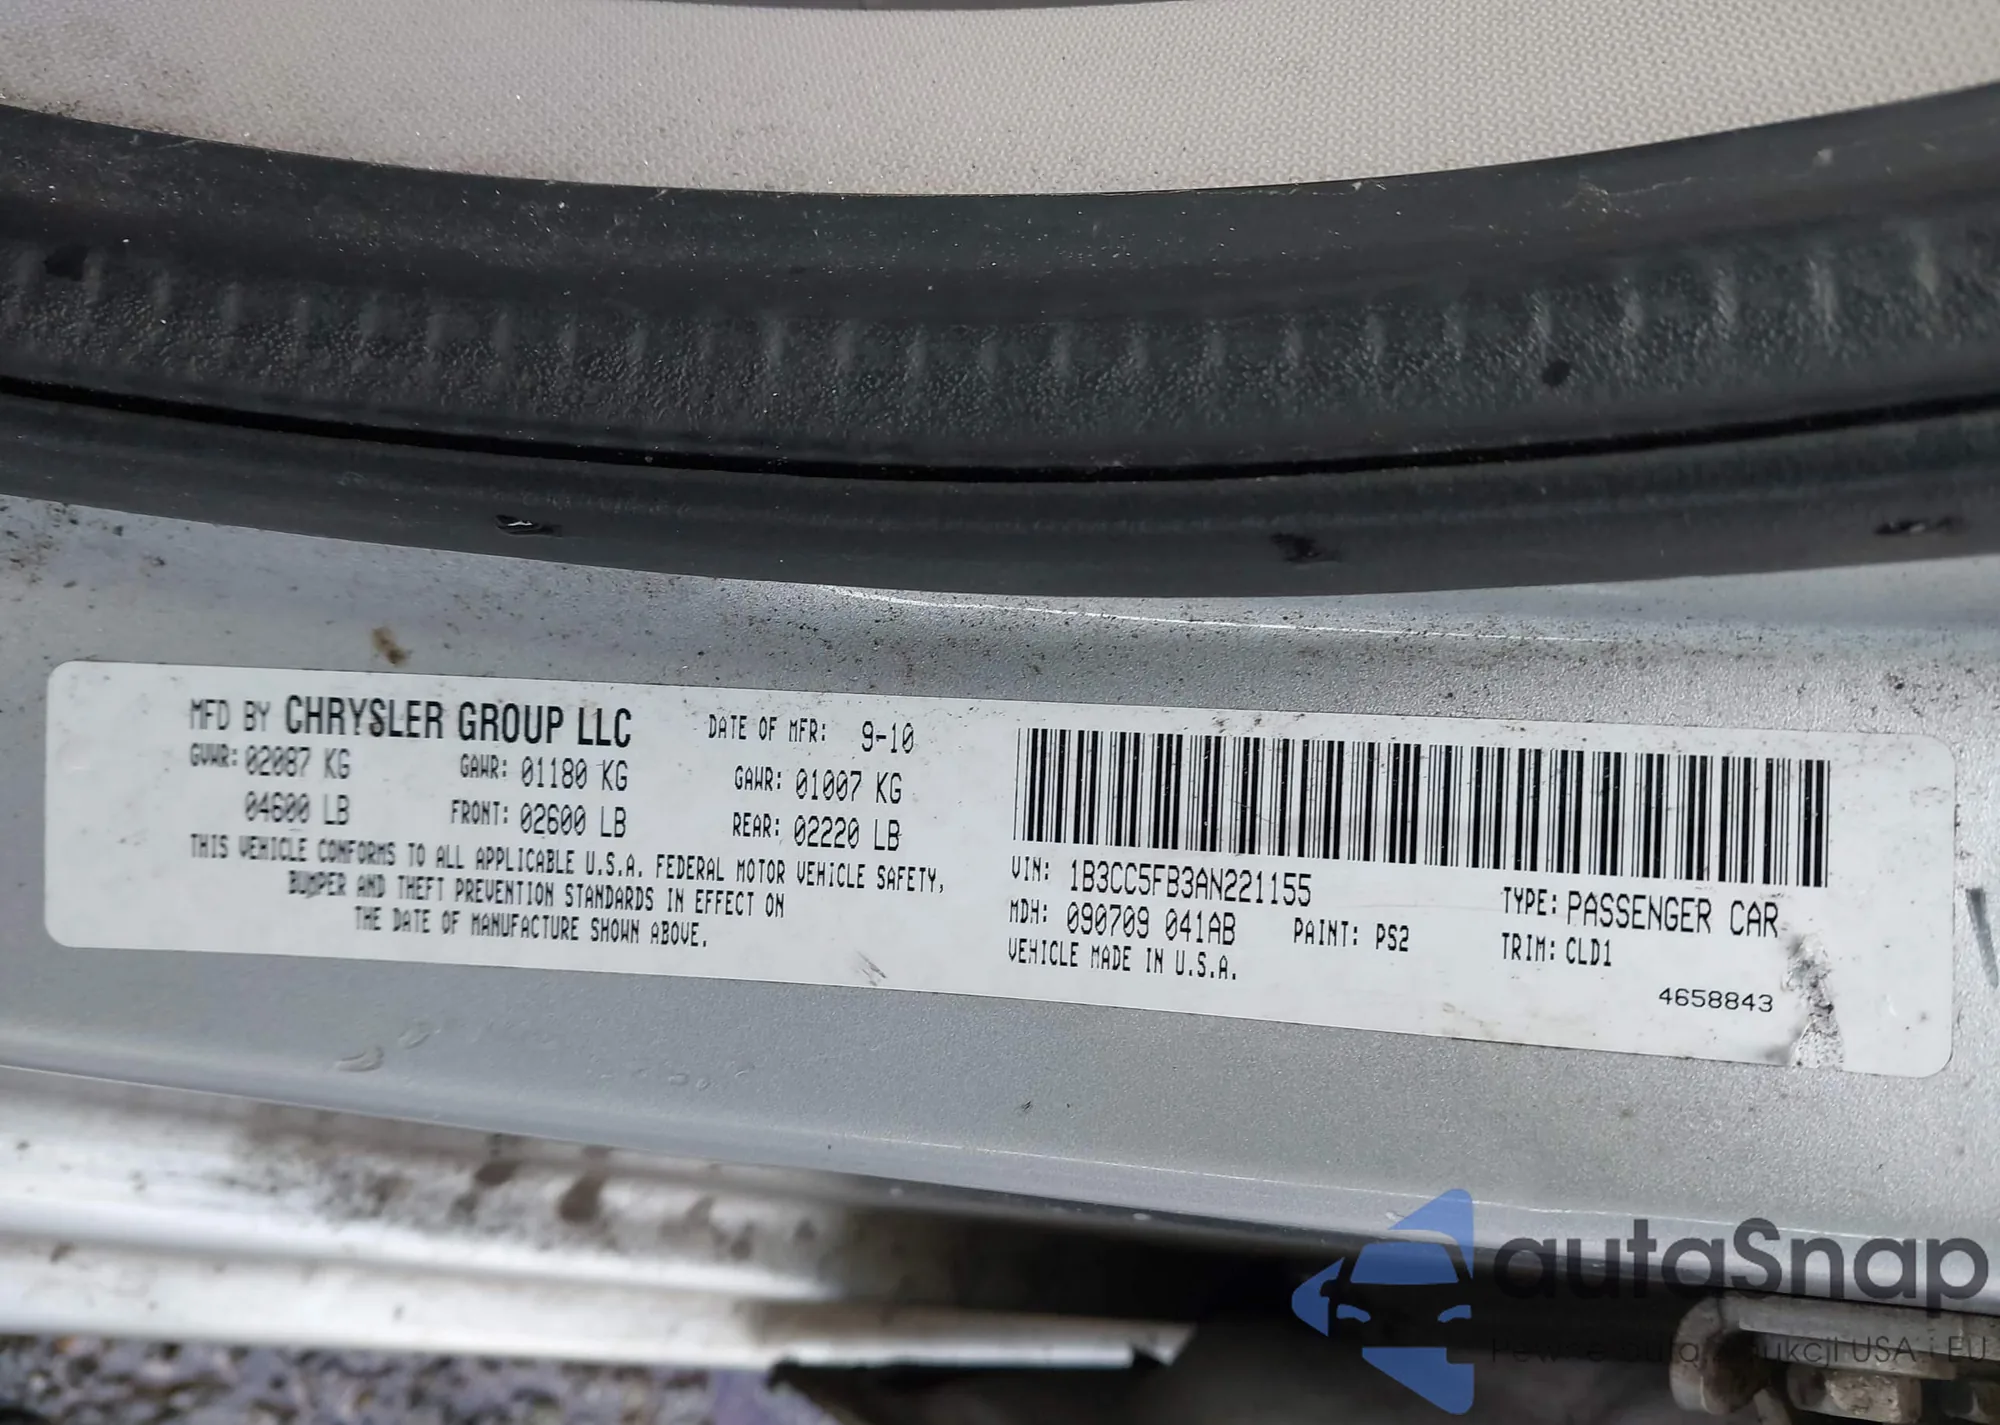 MFD BY CHRYSLER GROUP LLC DATE OF MFR: 9-10
GVWR: 02087 KG GAWR: 01180 KG GAWR: 01007 KG
04600 LB FRONT: 02600 LB REAR: 02220 LB
THIS VEHICLE CONFORMS TO ALL APPLICABLE U.S.A. FEDERAL MOTOR VEHICLE SAFETY,
BUMPER AND THEFT PREVENTION STANDARDS IN EFFECT ON
THE DATE OF MANUFACTURE SHOWN ABOVE.
VIN: 1B3CC5FB3AN221155 TYPE: PASSENGER CAR
MDH: 090709 041AB PAINT: PS2 TRIM: CLD1
VEHICLE MADE IN U.S.A.
4658843
autaSnap
USA i EU